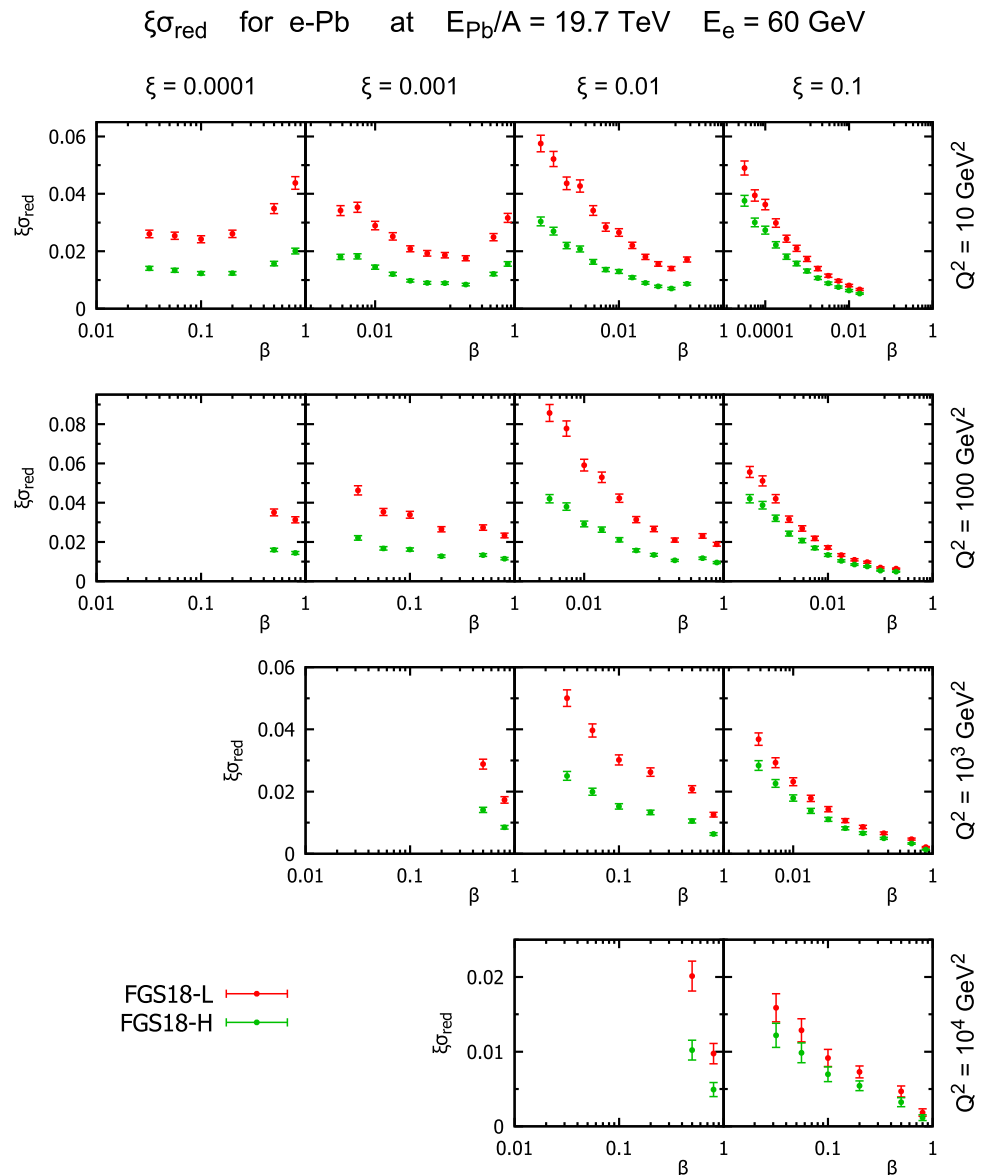 ξσred for e-Pb at EPb/A = 19.7 TeV Ee = 60 GeV
ξ = 0.0001 ξ = 0.001 ξ = 0.01 ξ = 0.1
0.06
0.04
0.02
0
ξσred
0.01 0.1 1 0.01 0.1 1 0.01 1 0.0001 0.01 1
β β β β
Q² = 10 GeV²
0.08
0.06
0.04
0.02
0
ξσred
0.01 0.1 1 0.1 1 0.01 1 0.01 1
β β β β
Q² = 100 GeV²
0.06
0.04
0.02
0
ξσred
0.01 0.1 1 0.1 1 0.01 1
β β β
Q² = 10³ GeV²
0.02
0.01
0
ξσred
0.01 0.1 1 0.1 1
β β
Q² = 10⁴ GeV²
FGS18-L
FGS18-H